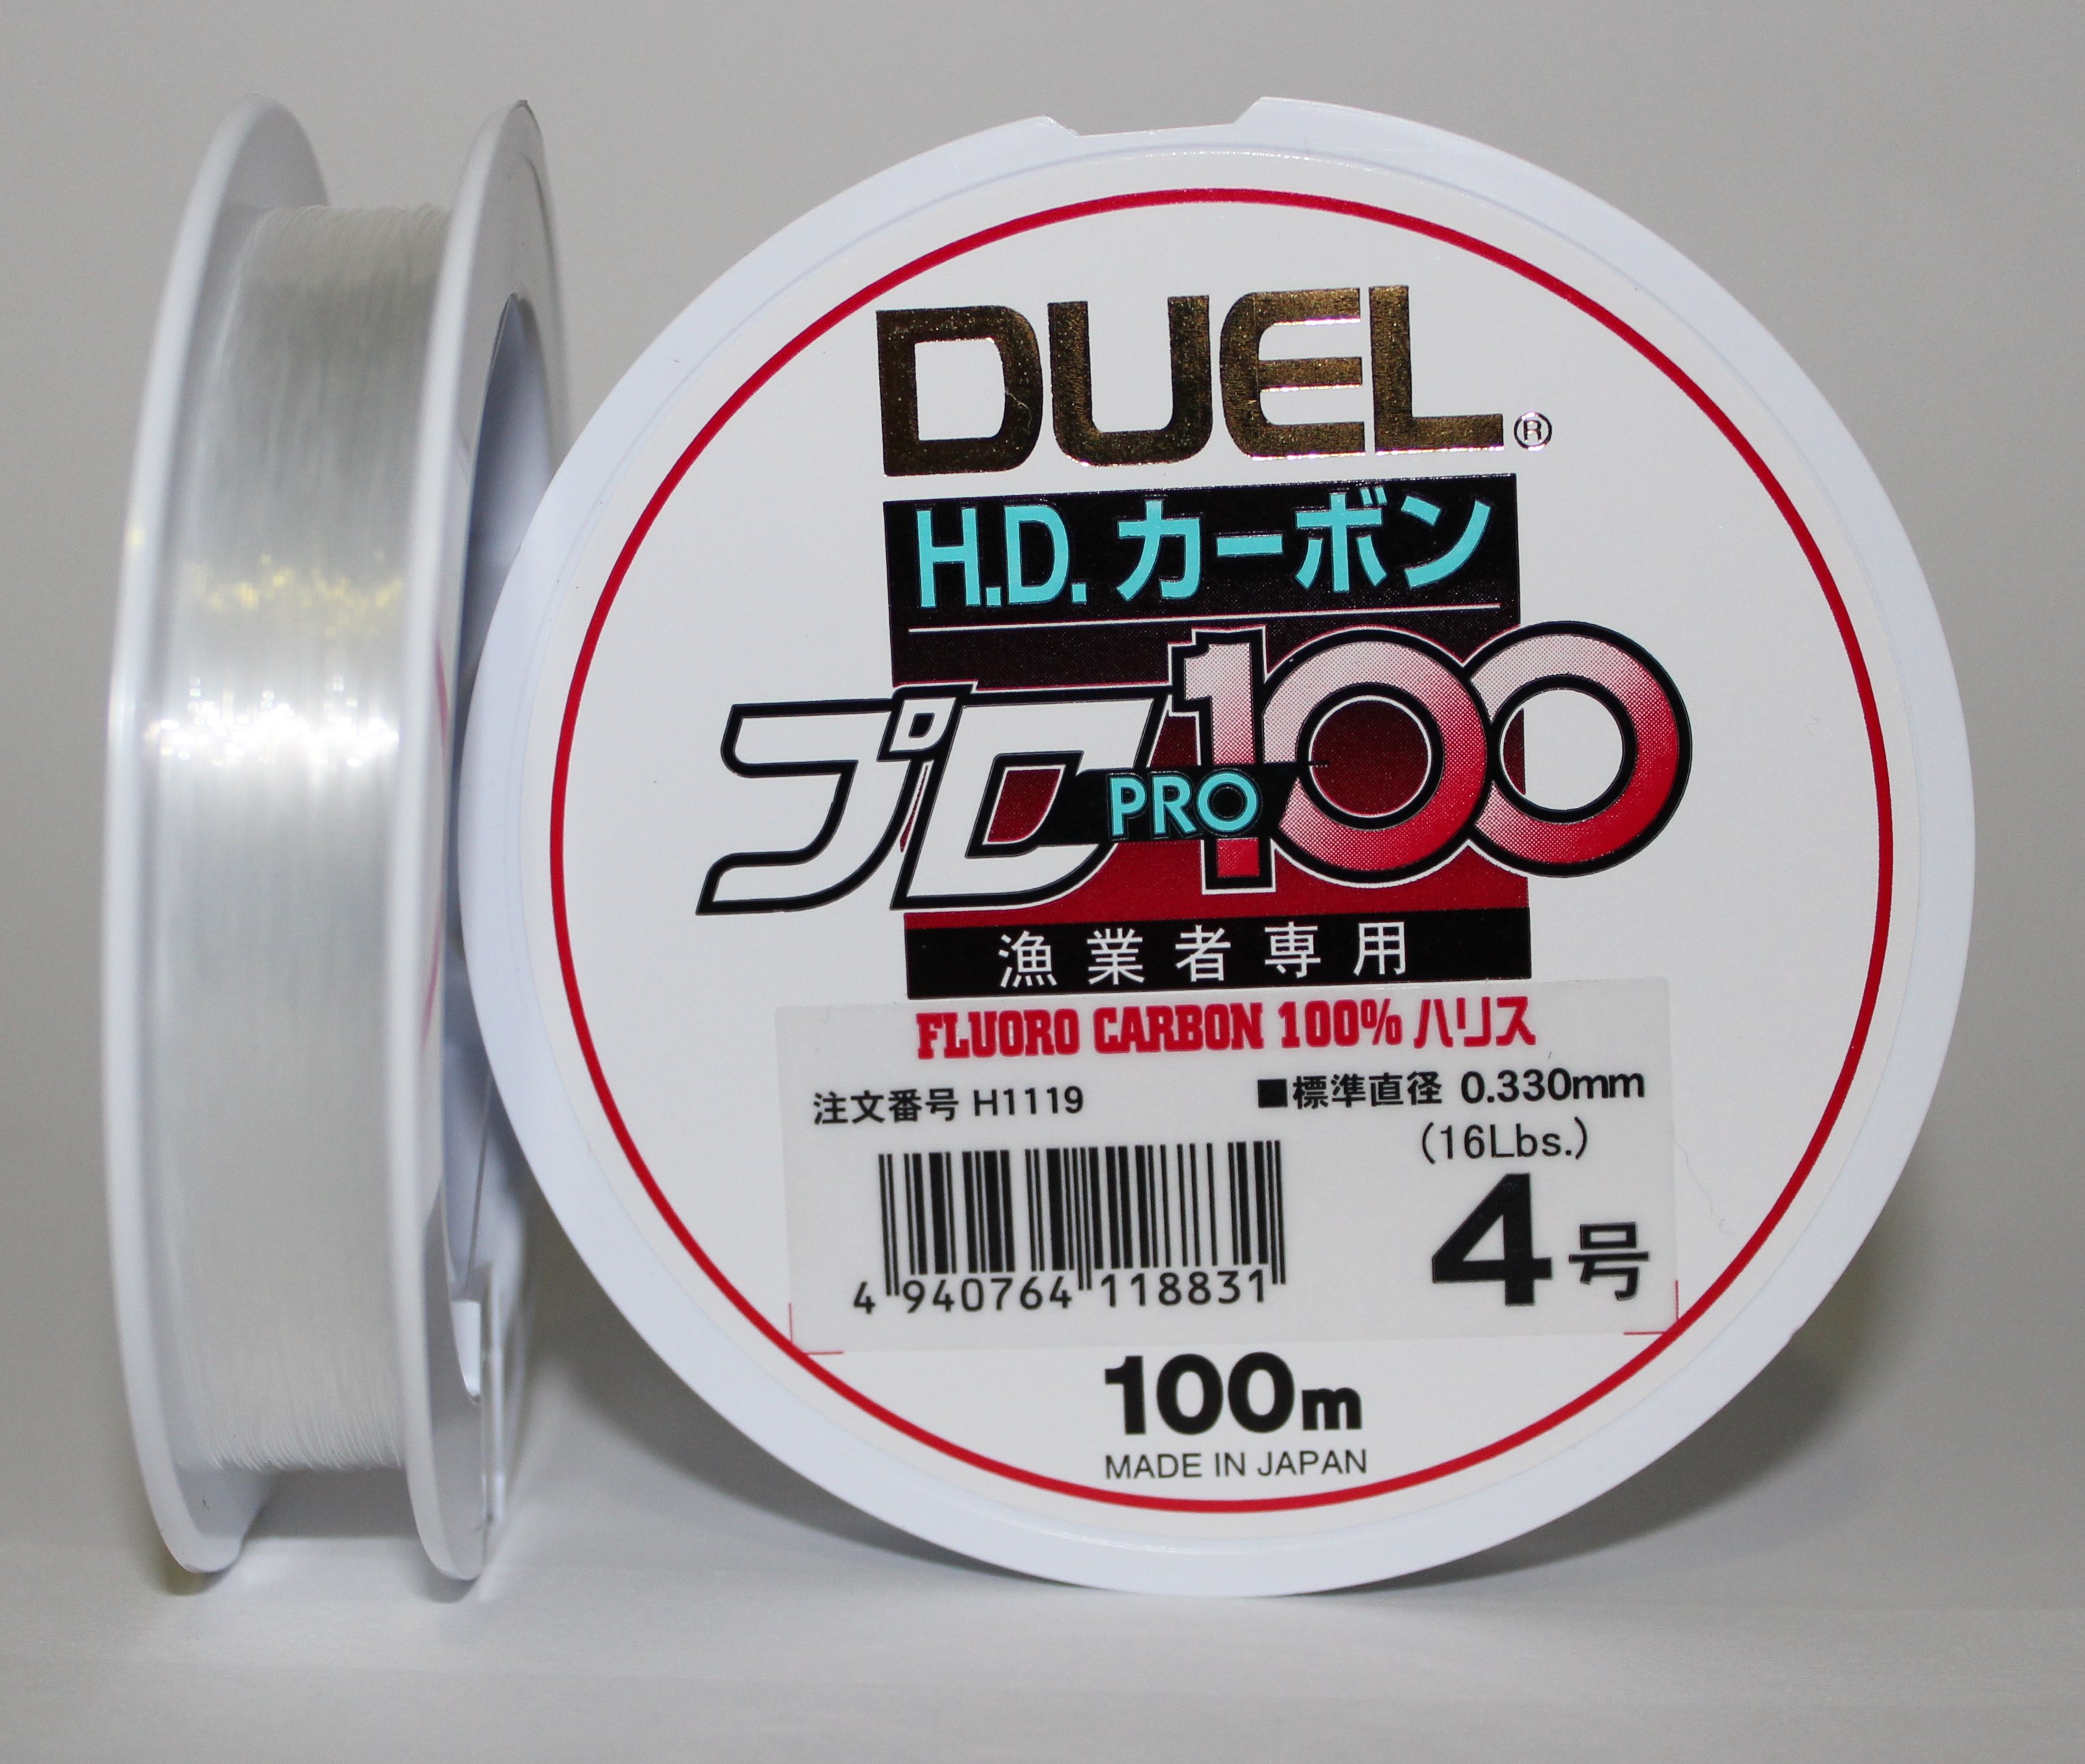 DUEL®
H.D. カーボン
プロ PRO 100
漁業者専用
FLUORO CARBON 100% ハリス
注文番号 H1119 ■標準直径 0.330mm
(16Lbs.)
4号
4 940764 118831
100m
MADE IN JAPAN